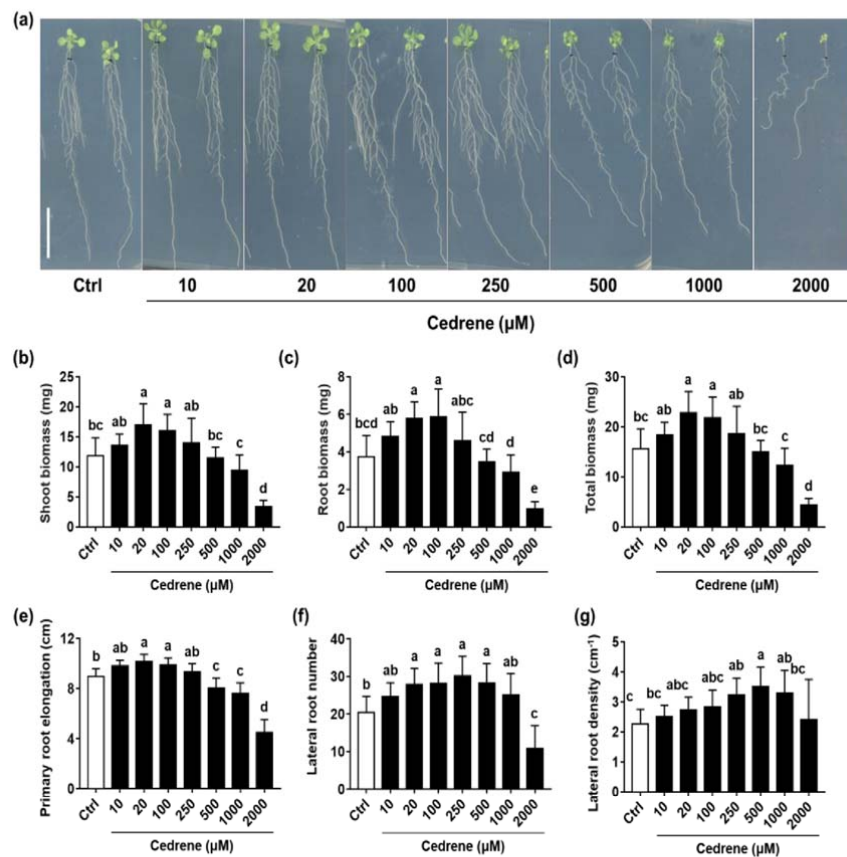 (a)
Ctrl 10 20 100 250 500 1000 2000
Cedrene (µM)
(b)
Shoot biomass (mg)
25
20
15
10
5
0
bc ab a a ab bc c d
Ctrl 10 20 100 250 500 1000 2000
Cedrene (µM)
(c)
Root biomass (mg)
8
6
4
2
0
bcd ab a a abc cd d e
Ctrl 10 20 100 250 500 1000 2000
Cedrene (µM)
(d)
Total biomass (mg)
30
20
10
0
bc ab a a ab bc c d
Ctrl 10 20 100 250 500 1000 2000
Cedrene (µM)
(e)
Primary root elongation (cm)
12
8
4
0
b ab a a ab c c d
Ctrl 10 20 100 250 500 1000 2000
Cedrene (µM)
(f)
Lateral root number
40
30
20
10
0
b ab a a a a ab c
Ctrl 10 20 100 250 500 1000 2000
Cedrene (µM)
(g)
Lateral root density (cm⁻¹)
5
4
3
2
1
0
c bc abc abc ab a ab bc
Ctrl 10 20 100 250 500 1000 2000
Cedrene (µM)